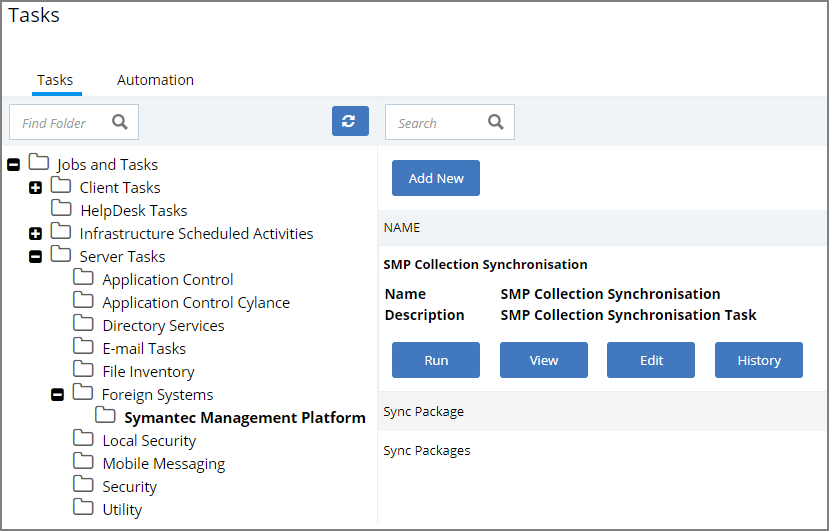 Tasks
Tasks
Automation
Find Folder
Search
Jobs and Tasks
Client Tasks
HelpDesk Tasks
Infrastructure Scheduled Activities
Server Tasks
Application Control
Application Control Cylance
Directory Services
E-mail Tasks
File Inventory
Foreign Systems
Symantec Management Platform
Local Security
Mobile Messaging
Security
Utility
Add New
NAME
SMP Collection Synchronisation
Name SMP Collection Synchronisation
Description SMP Collection Synchronisation Task
Run View Edit History
Sync Package
Sync Packages